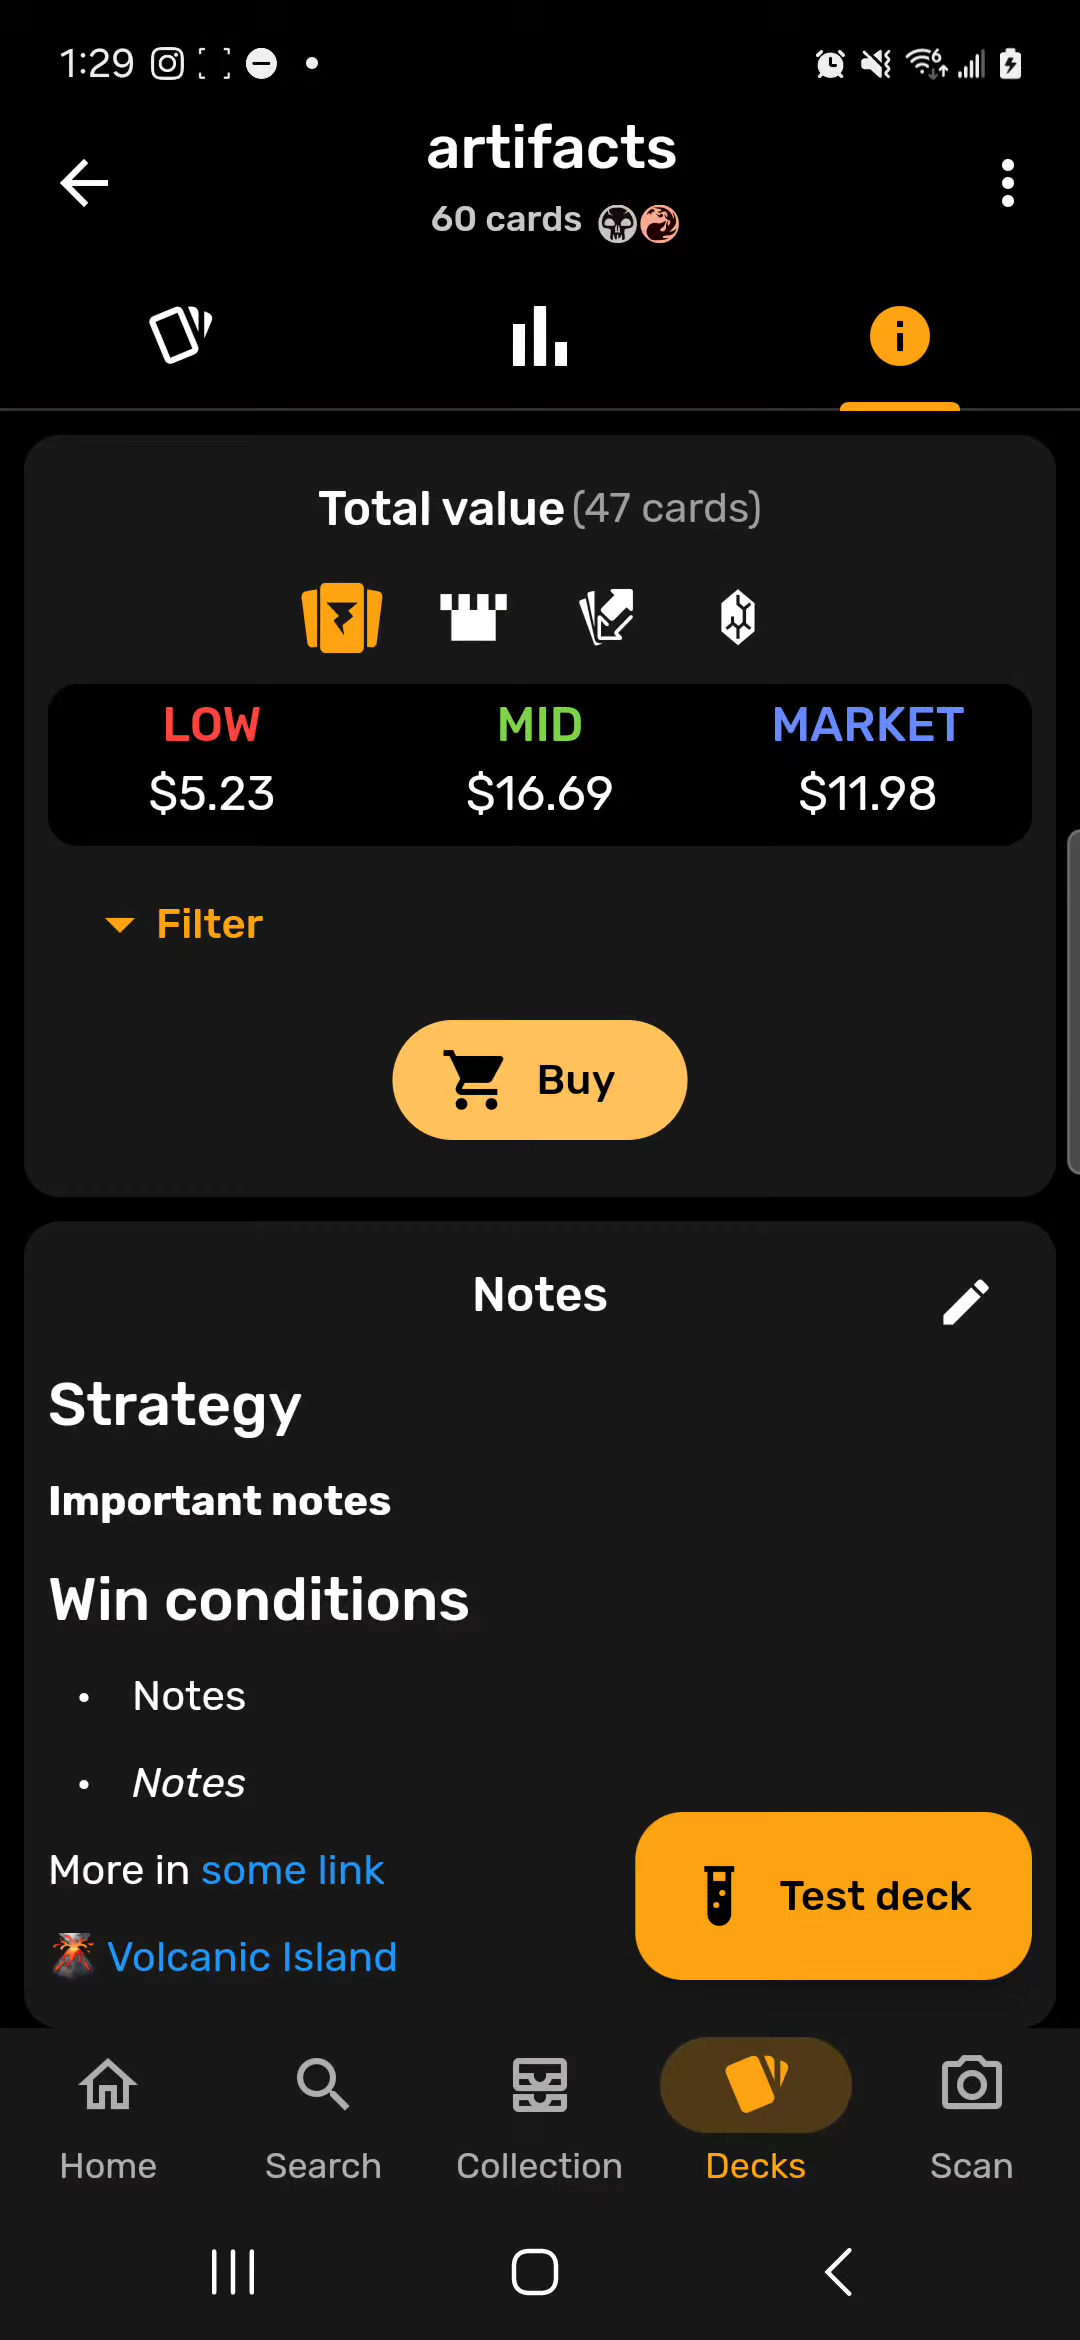 1:29
artifacts
60 cards
Total value (47 cards)
LOW MID MARKET
$5.23 $16.69 $11.98
Filter
Buy
Notes
Strategy
Important notes
Win conditions
• Notes
• Notes
More in some link
🌋 Volcanic Island
Test deck
Home Search Collection Decks Scan